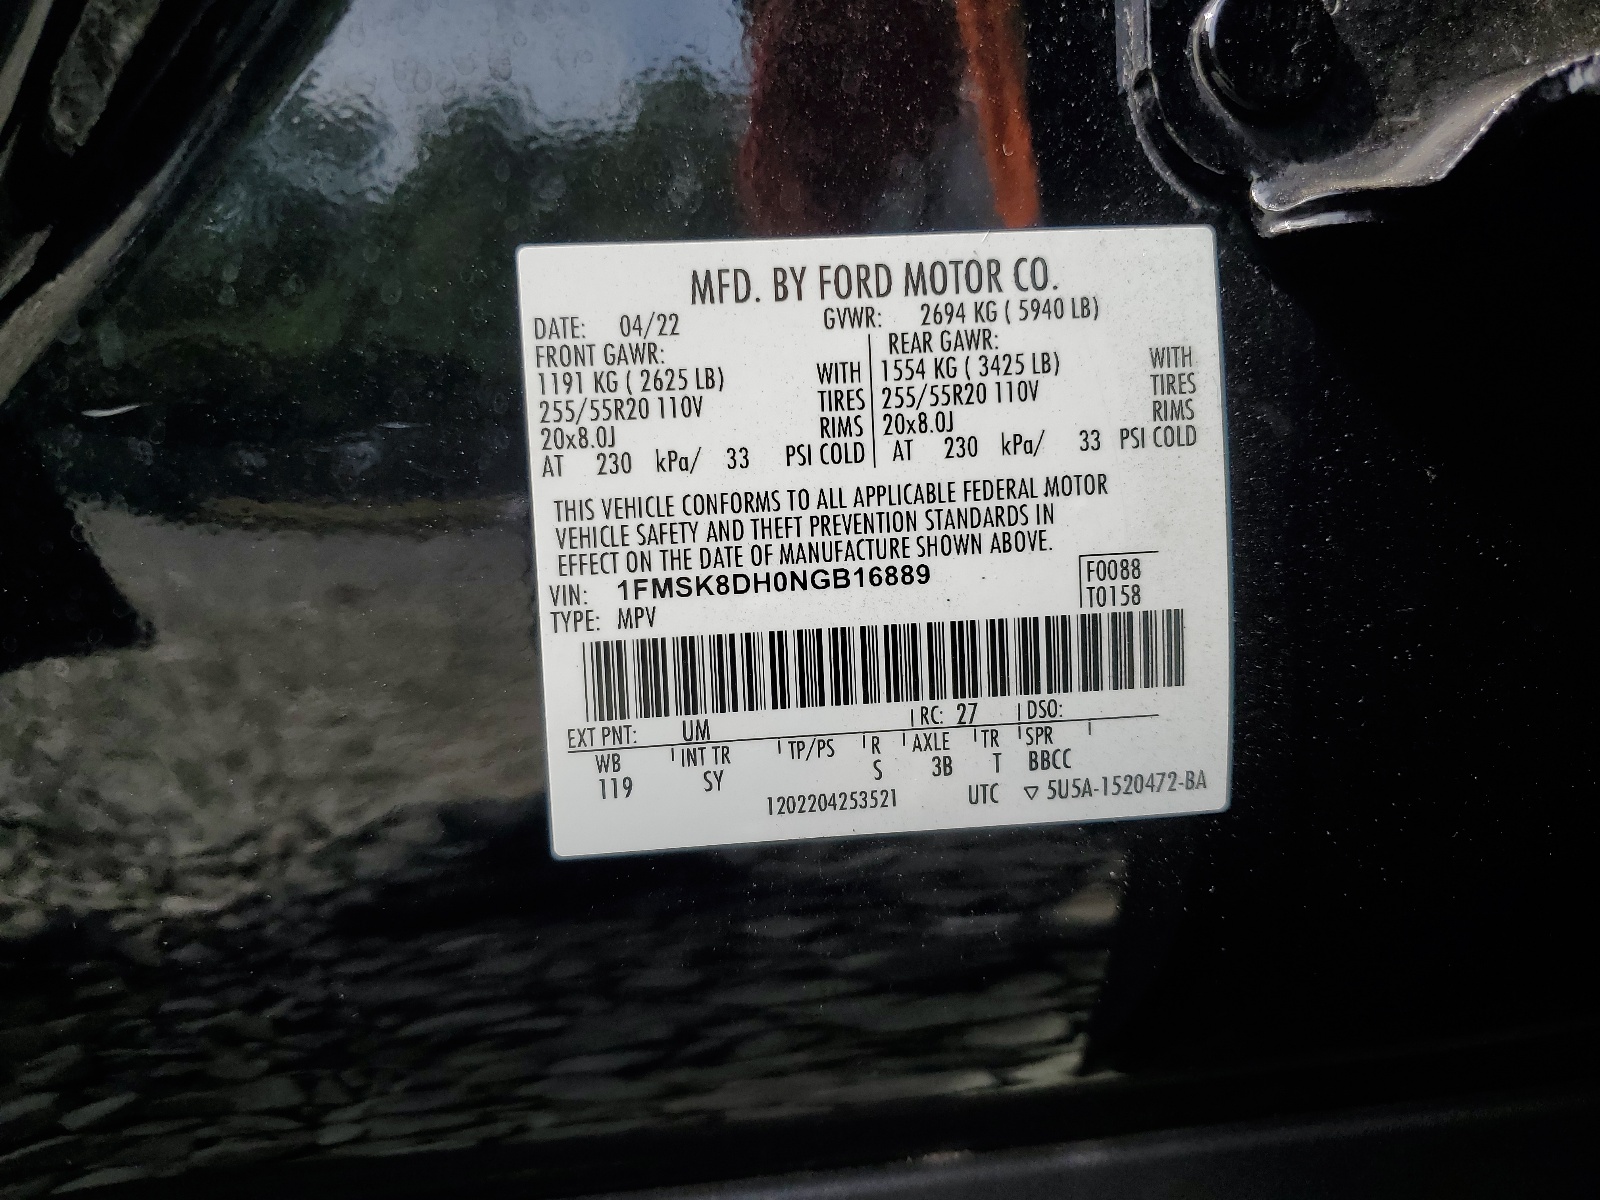 MFD. BY FORD MOTOR CO.
DATE: 04/22 GVWR: 2694 KG ( 5940 LB)
FRONT GAWR: REAR GAWR:
1191 KG ( 2625 LB) WITH 1554 KG ( 3425 LB) WITH
255/55R20 110V TIRES 255/55R20 110V TIRES
20x8.0J RIMS 20x8.0J RIMS
AT 230 kPa/ 33 PSI COLD AT 230 kPa/ 33 PSI COLD
THIS VEHICLE CONFORMS TO ALL APPLICABLE FEDERAL MOTOR
VEHICLE SAFETY AND THEFT PREVENTION STANDARDS IN
EFFECT ON THE DATE OF MANUFACTURE SHOWN ABOVE.
VIN: 1FMSK8DH0NGB16889 F0088
TYPE: MPV T0158
EXT PNT: UM RC: 27 DSO:
WB INT TR TP/PS R AXLE TR SPR
119 SY S 3B T BBCC
1202204253521 UTC ▽ 5U5A-1520472-BA